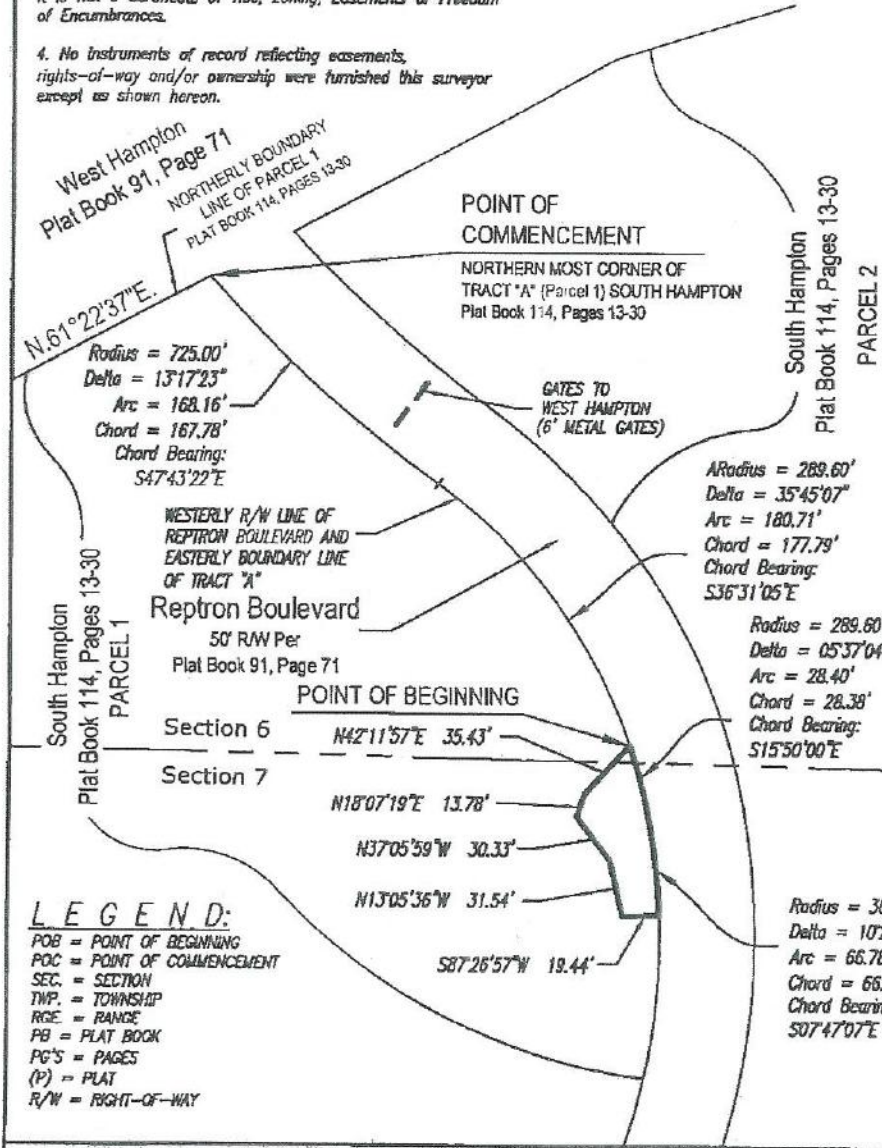 of Encumbrances.
4. No instruments of record reflecting easements,
rights-of-way and/or ownership were furnished this surveyor
except as shown hereon.
West Hampton
Plat Book 91, Page 71
NORTHERLY BOUNDARY
LINE OF PARCEL 1
PLAT BOOK 114, PAGES 13-30
N.61°22'37"E.
POINT OF
COMMENCEMENT
NORTHERN MOST CORNER OF
TRACT "A" (Parcel 1) SOUTH HAMPTON
Plat Book 114, Pages 13-30
South Hampton
Plat Book 114, Pages 13-30
PARCEL 2
Radius = 725.00'
Delta = 13°17'23"
Arc = 168.16'
Chord = 167.78'
Chord Bearing:
S47°43'22"E
GATES TO
WEST HAMPTON
(6' METAL GATES)
ARadius = 289.60'
Delta = 35°45'07"
Arc = 180.71'
Chord = 177.79'
Chord Bearing:
S36°31'05"E
WESTERLY R/W LINE OF
REPTRON BOULEVARD AND
EASTERLY BOUNDARY LINE
OF TRACT "A"
Reptron Boulevard
50' R/W Per
Plat Book 91, Page 71
South Hampton
Plat Book 114, Pages 13-30
PARCEL 1
Radius = 289.60'
Delta = 05°37'04"
Arc = 28.40'
Chord = 28.38'
Chord Bearing:
S15°50'00"E
POINT OF BEGINNING
Section 6
N42°11'57"E 35.43'
Section 7
N18°07'19"E 13.78'
N37°05'59"W 30.33'
N13°05'36"W 31.54'
S87°26'57"W 19.44'
Arc = 66.78
Chord = 66.
S07°47'07"E
LEGEND:
POB = POINT OF BEGINNING
POC = POINT OF COMMENCEMENT
SEC. = SECTION
TWP. = TOWNSHIP
RGE. = RANGE
PB = PLAT BOOK
PG'S = PAGES
(P) = PLAT
R/W = RIGHT-OF-WAY